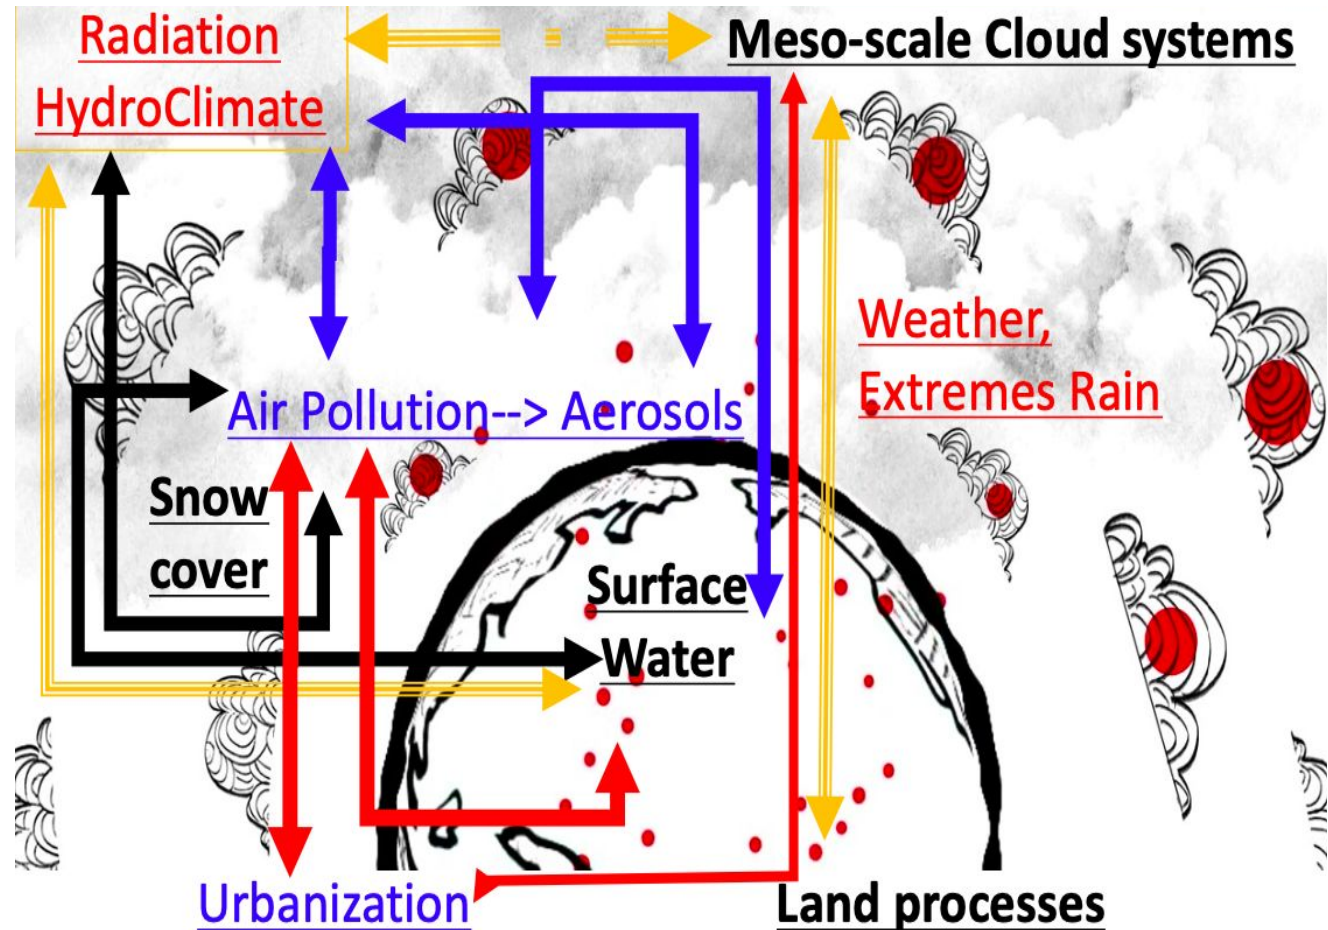 Radiation
HydroClimate
Meso-scale Cloud systems
Weather,
Extremes Rain
Air Pollution--> Aerosols
Snow
cover
Surface
Water
Urbanization
Land processes